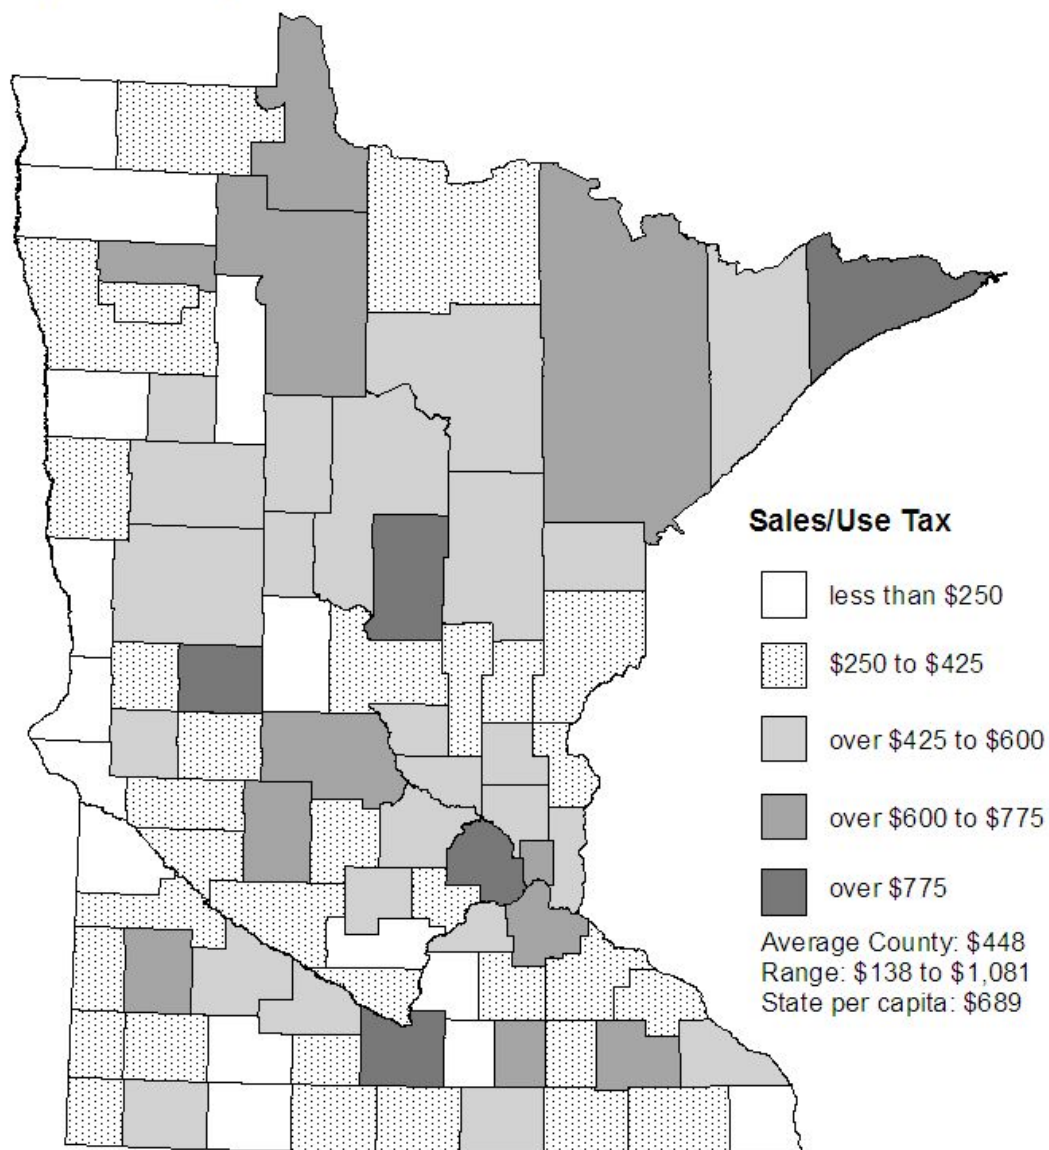 Sales/Use Tax
less than $250
$250 to $425
over $425 to $600
over $600 to $775
over $775
Average County: $448
Range: $138 to $1,081
State per capita: $689